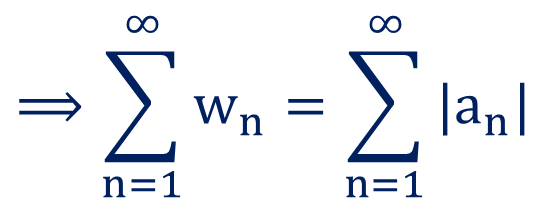 ⟹ ∑_{n=1}^{∞} w_n = ∑_{n=1}^{∞} |a_n|